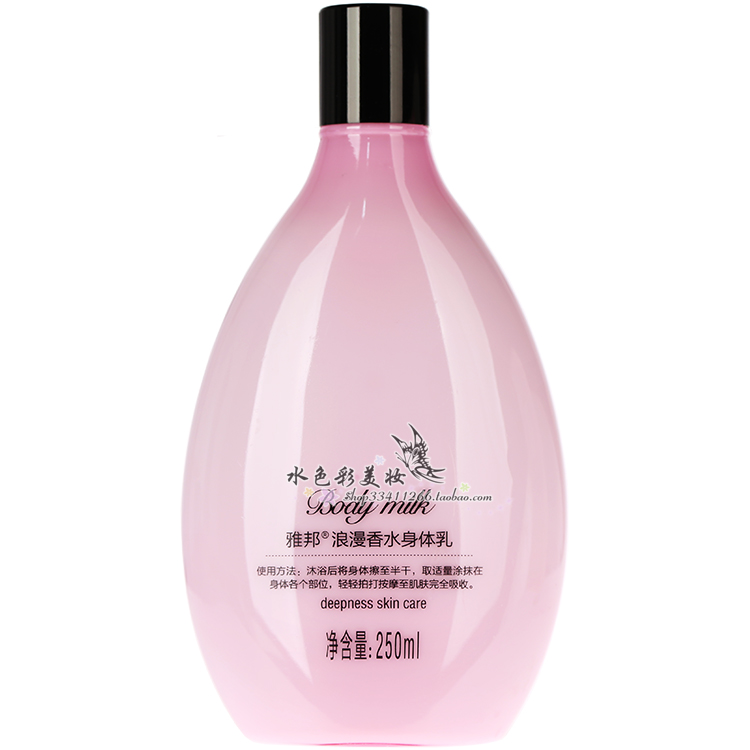 水色彩美妆
shop33411266.taobao.com
Body milk
雅邦®浪漫香水身体乳
使用方法：沐浴后将身体擦至半干，取适量涂抹在
身体各个部位，轻轻拍打按摩至肌肤完全吸收。
deepness skin care
净含量:250ml